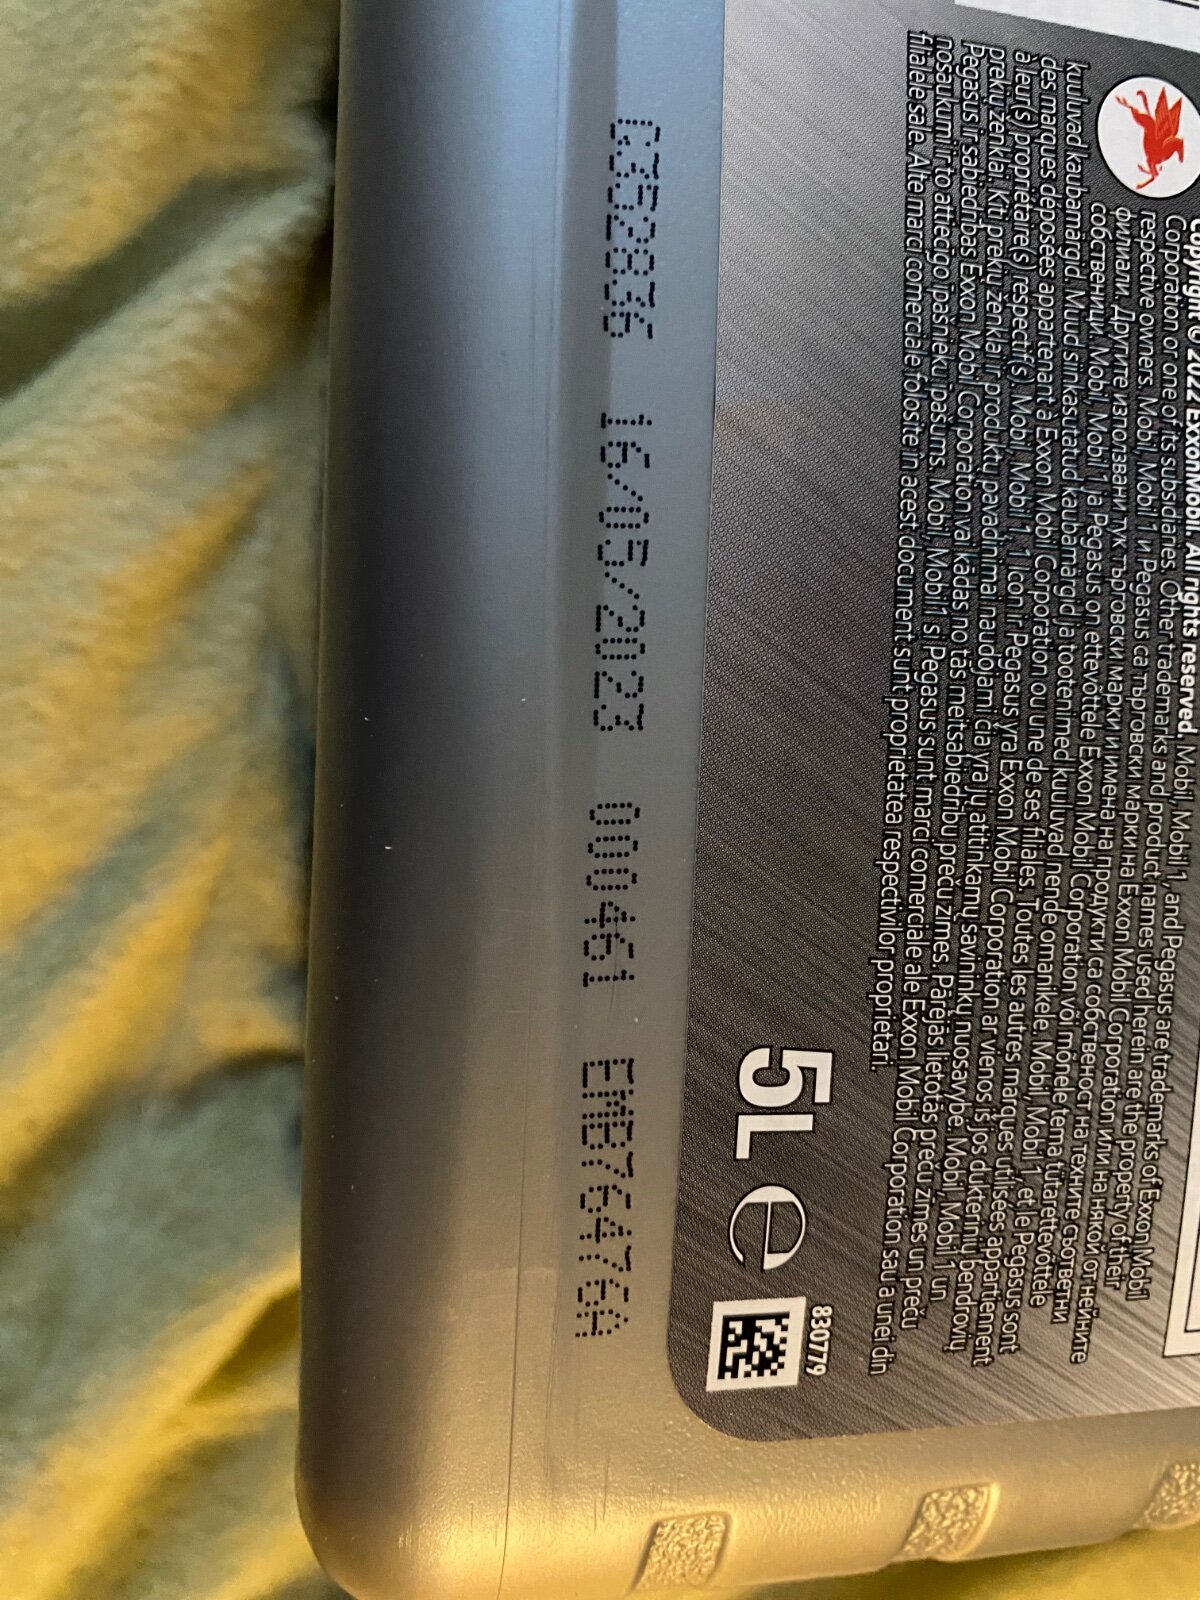 G352836 16/05/2023 000461 EMB76476A
Copyright © 2022 ExxonMobil. All rights reserved. Mobil, Mobil 1, and Pegasus are trademarks of Exxon Mobil
Corporation or one of its subsidiaries. Other trademarks and product names used herein are the property of their
respective owners. Mobil, Mobil 1 и Pegasus са търговски марки на Exxon Mobil Corporation или на някой от нейните
филиали. Другите използвани тук търговски марки и имена на продукти са собственост на техните съответни
собственици. Mobil, Mobil 1 ja Pegasus on ettevõttele Exxon Mobil Corporation või mõnele tema tütarettevõttele
kuuluvad kaubamärgid. Muud siinkasutatud kaubamärgid ja tootenimed kuuluvad nende omanikele. Mobil, Mobil 1, et le Pegasus sont
des marques déposées appartenant à Exxon Mobil Corporation ou une de ses filiales. Toutes les autres marques utilisées appartiennent
à leur(s) propriétaire(s) respectif(s). Mobil, Mobil 1 Icon ir Pegasus yra Exxon Mobil Corporation ar vienos iš jos dukterinių bendrovių
prekių ženklai. Kiti prekių ženklai ir produktų pavadinimai naudojami čia yra jų atitinkamų savininkų nuosavybė. Mobil, Mobil 1 un
Pegasus ir sabiedrības Exxon Mobil Corporation vai kādas no tās meitsabiedrību preču zīmes. Pārējās lietotās preču zīmes un preču
nosaukumi ir to attiecīgo īpašnieku īpašums. Mobil, Mobil 1 și Pegasus sunt mărci comerciale ale Exxon Mobil Corporation sau a unei din
filialele sale. Alte mărci comerciale folosite în acest document sunt proprietatea respectivilor proprietari.
5L e
830779